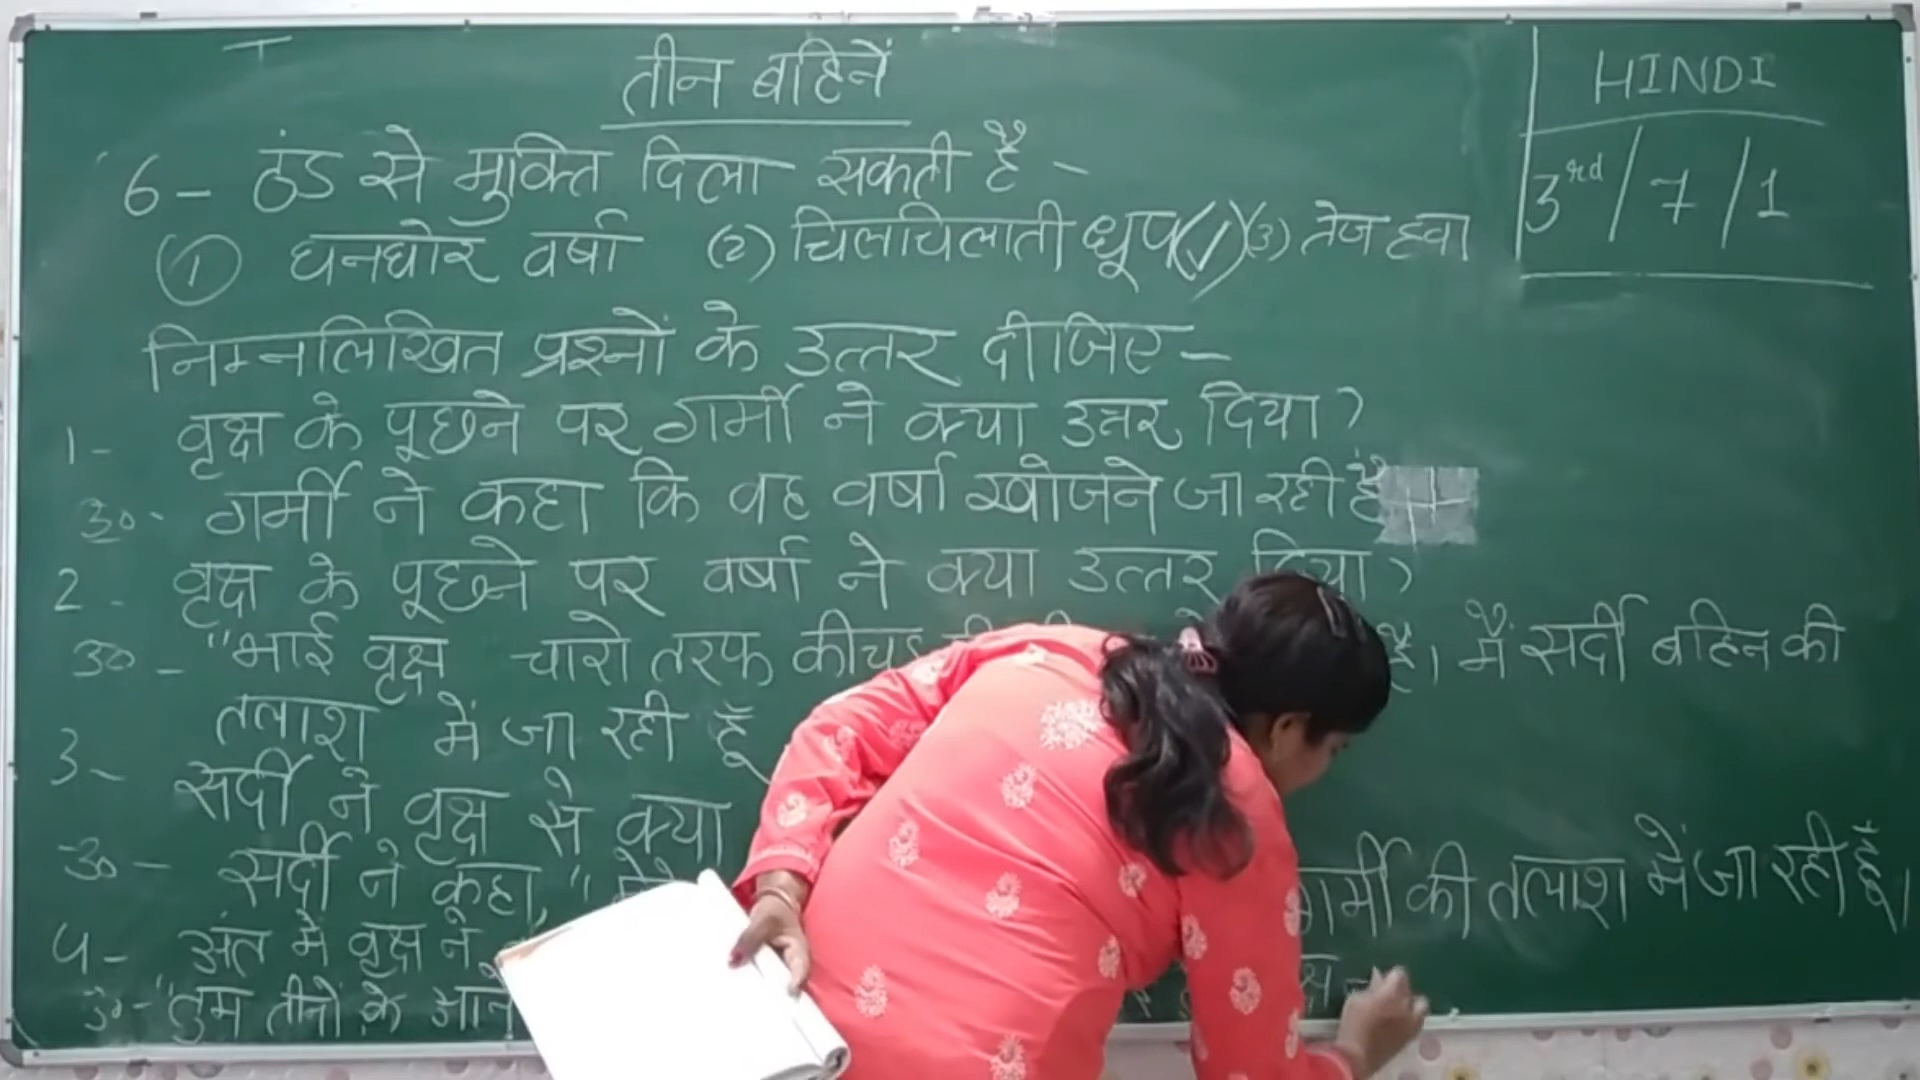 तीन बहिनें
HINDI
3rd / 7 / 1
6 - ठंड से मुक्ति दिला सकती है -
① घनघोर वर्षा (2) चिलचिलाती धूप (✓) (3) तेज हवा
निम्नलिखित प्रश्नों के उत्तर दीजिए -
1 - वृक्ष के पूछने पर गर्मी ने क्या उत्तर दिया?
उ० - गर्मी ने कहा कि वह वर्षा खोजने जा रही है
2 - वृक्ष के पूछने पर वर्षा ने क्या उत्तर दिया?
उ० - "भाई वृक्ष चारो तरफ है। मैं सर्दी बहिन की
तलाश में जा रही हूँ
3 - सर्दी ने वृक्ष से क्या
उ० - सर्दी ने कहा, " गर्मी की तलाश में जा रही हूँ।
4 - अंत में वृक्ष ने
उ० - "तुम तीनों के